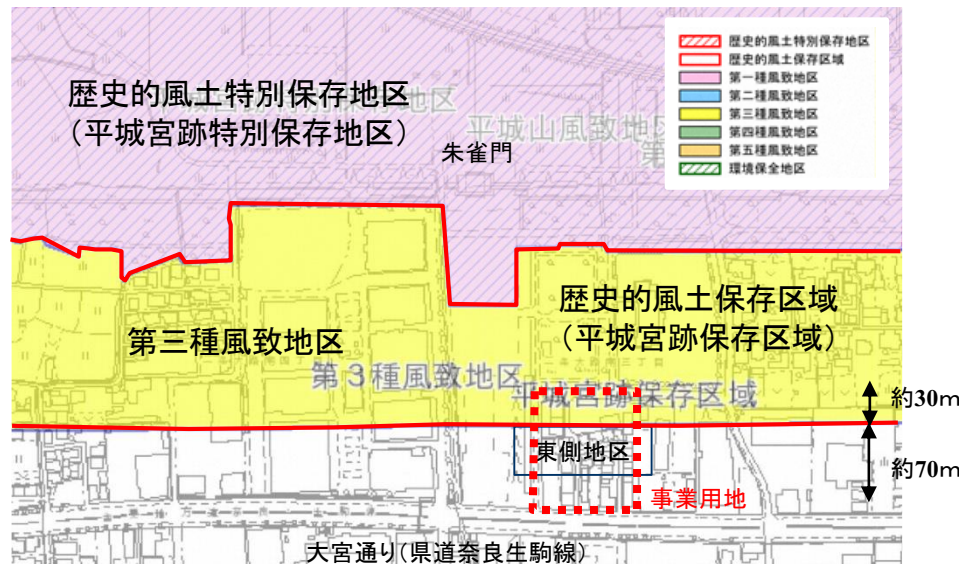 歴史的風土特別保存地区
歴史的風土保存区域
第一種風致地区
第二種風致地区
第三種風致地区
第四種風致地区
第五種風致地区
環境保全地区
歴史的風土特別保存地区
(平城宮跡特別保存地区)
平城山風致地区
朱雀門
歴史的風土保存区域
(平城宮跡保存区域)
第三種風致地区
第3種風致地区
平城宮跡保存区域
約30m
東側地区
約70m
事業用地
天宮通り(県道奈良生駒線)